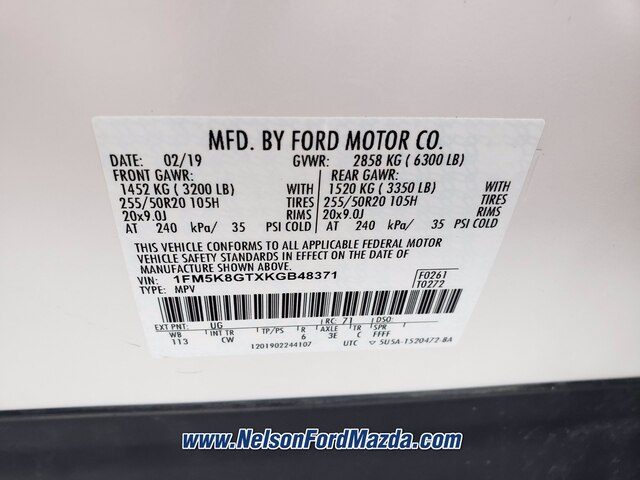 MFD. BY FORD MOTOR CO.
DATE: 02/19 GVWR: 2858 KG ( 6300 LB)
FRONT GAWR: REAR GAWR:
1452 KG ( 3200 LB) WITH 1520 KG ( 3350 LB) WITH
255/50R20 105H TIRES 255/50R20 105H TIRES
20x9.0J RIMS 20x9.0J RIMS
AT 240 kPa/ 35 PSI COLD AT 240 kPa/ 35 PSI COLD
THIS VEHICLE CONFORMS TO ALL APPLICABLE FEDERAL MOTOR
VEHICLE SAFETY STANDARDS IN EFFECT ON THE DATE OF
MANUFACTURE SHOWN ABOVE.
VIN: 1FM5K8GTXKGB48371 F0261
TYPE: MPV T0272
EXT PNT: UG RC: 71 DSO:
WB INT TR TP/PS R AXLE TR SPR
113 CW 6 3E C FFFF
1201902244107 UTC ▽ 5U5A-1520472-BA
www.NelsonFordMazda.com